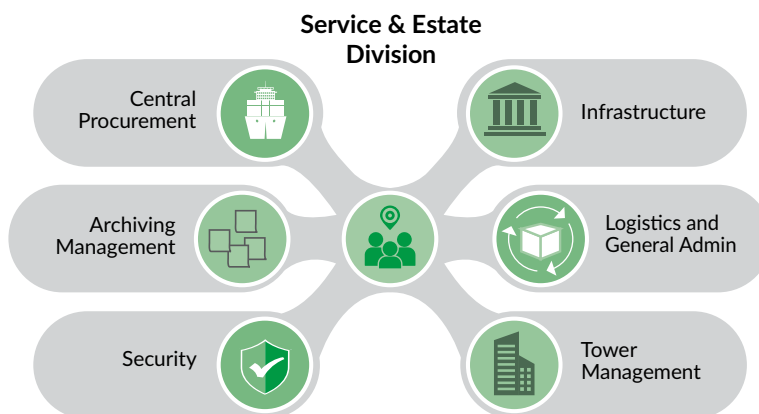 Service & Estate
Division
Central
Procurement
Infrastructure
Archiving
Management
Logistics and
General Admin
Security
Tower
Management